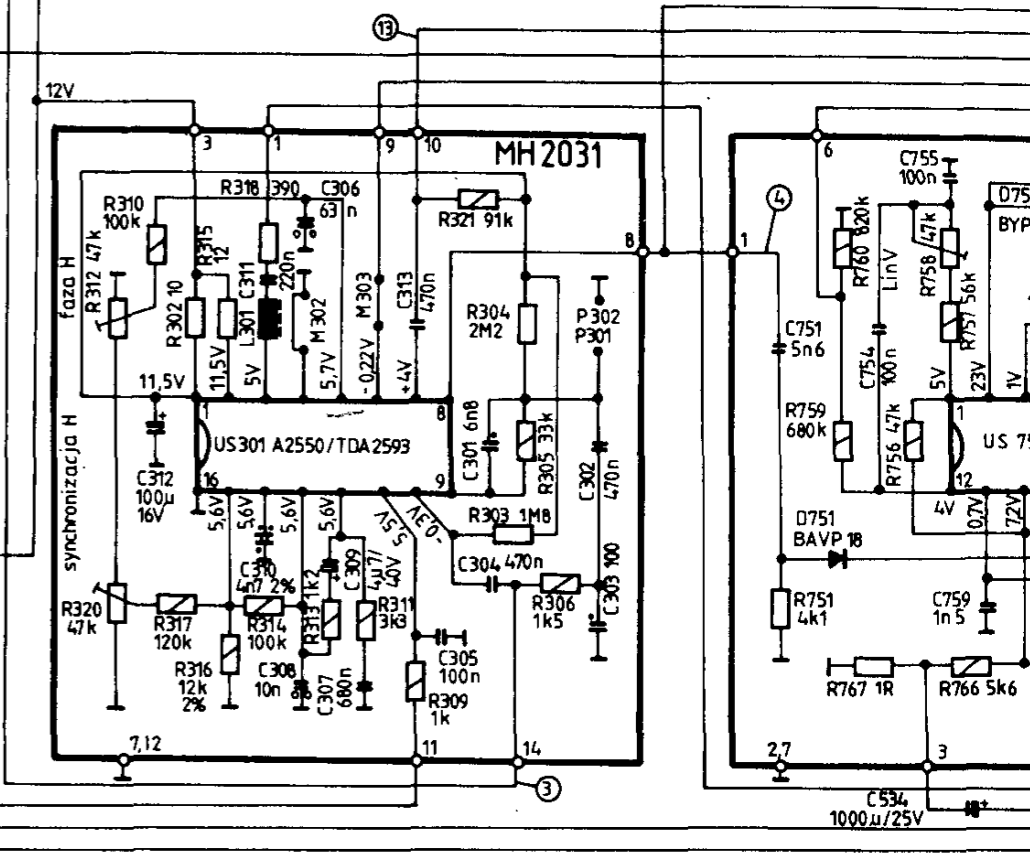 13
12V
3
1
9
10
MH2031
6
C755
100n
R310
100k
R318 390
C306
63n
R321 91k
4
D75
BYP
R312 47k
R315
12
C311
220n
M303
C313
470n
8
1
R760 820k
LinV
R758 47k
faza H
R302 10
L301
M302
R304
2M2
P302
P301
C751
5n6
C754
100n
R757 56k
11,5V
11,5V
5V
5,7V
-0,22V
+4V
5V
23V
1V
1
8
US301 A2550/TDA2593
16
9
C301 6n8
R305 33k
C302
470n
R759
680k
R756 47k
1
US 75
12
4V
0,7V
7,2V
synchronizacja H
C312
100µ
16V
5,6V
5,6V
5,6V
5,6V
5,5V
-0,3V
R303 1M8
D751
BAVP 18
C310
4n7 2%
C309
4µ7/
40V
C304 470n
C303 100
R320
47k
R317
120k
R314
100k
R313 1k2
R311
3k3
R306
1k5
R751
4k1
C759
1n5
R316
12k
2%
C308
10n
C307
680n
C305
100n
R309
1k
R767 1R
R766 5k6
7,12
11
14
2,7
3
3
C534
1000µ/25V